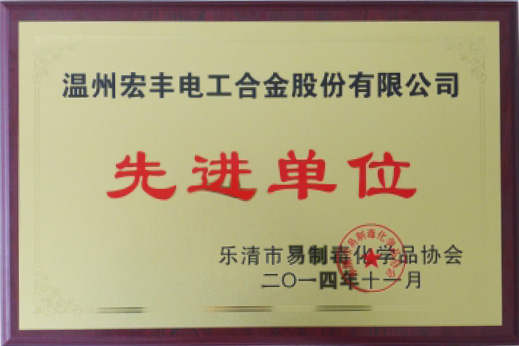 温州宏丰电工合金股份有限公司
先进单位
乐清市易制毒化学品协会
二〇一四年十一月